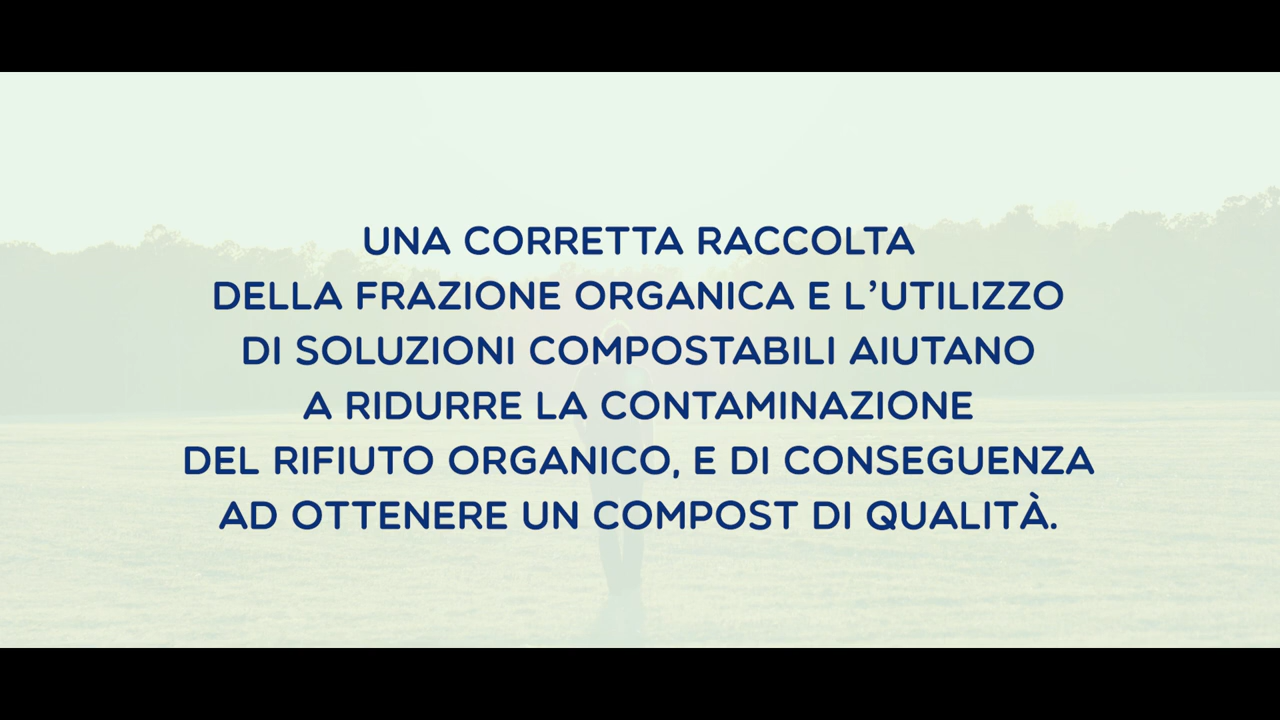 UNA CORRETTA RACCOLTA
DELLA FRAZIONE ORGANICA E L’UTILIZZO
DI SOLUZIONI COMPOSTABILI AIUTANO
A RIDURRE LA CONTAMINAZIONE
DEL RIFIUTO ORGANICO, E DI CONSEGUENZA
AD OTTENERE UN COMPOST DI QUALITÀ.